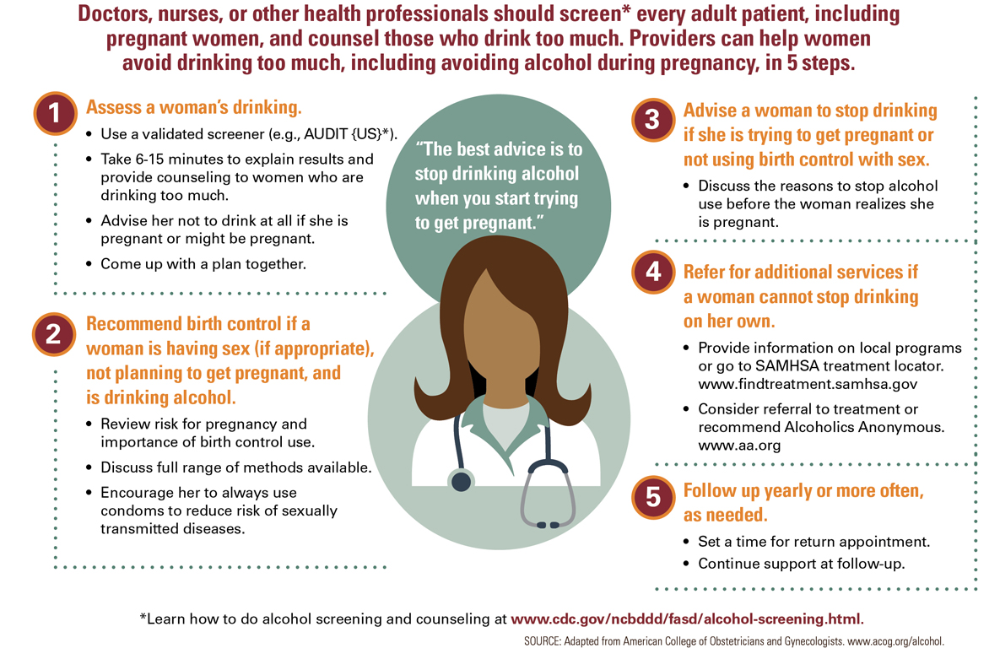 Doctors, nurses, or other health professionals should screen* every adult patient, including
pregnant women, and counsel those who drink too much. Providers can help women
avoid drinking too much, including avoiding alcohol during pregnancy, in 5 steps.
1
Assess a woman's drinking.
• Use a validated screener (e.g., AUDIT {US}*).
• Take 6-15 minutes to explain results and
provide counseling to women who are
drinking too much.
• Advise her not to drink at all if she is
pregnant or might be pregnant.
• Come up with a plan together.
2
Recommend birth control if a
woman is having sex (if appropriate),
not planning to get pregnant, and
is drinking alcohol.
• Review risk for pregnancy and
importance of birth control use.
• Discuss full range of methods available.
• Encourage her to always use
condoms to reduce risk of sexually
transmitted diseases.
"The best advice is to
stop drinking alcohol
when you start trying
to get pregnant."
3
Advise a woman to stop drinking
if she is trying to get pregnant or
not using birth control with sex.
• Discuss the reasons to stop alcohol
use before the woman realizes she
is pregnant.
4
Refer for additional services if
a woman cannot stop drinking
on her own.
• Provide information on local programs
or go to SAMHSA treatment locator.
www.findtreatment.samhsa.gov
• Consider referral to treatment or
recommend Alcoholics Anonymous.
www.aa.org
5
Follow up yearly or more often,
as needed.
• Set a time for return appointment.
• Continue support at follow-up.
*Learn how to do alcohol screening and counseling at www.cdc.gov/ncbddd/fasd/alcohol-screening.html.
SOURCE: Adapted from American College of Obstetricians and Gynecologists. www.acog.org/alcohol.